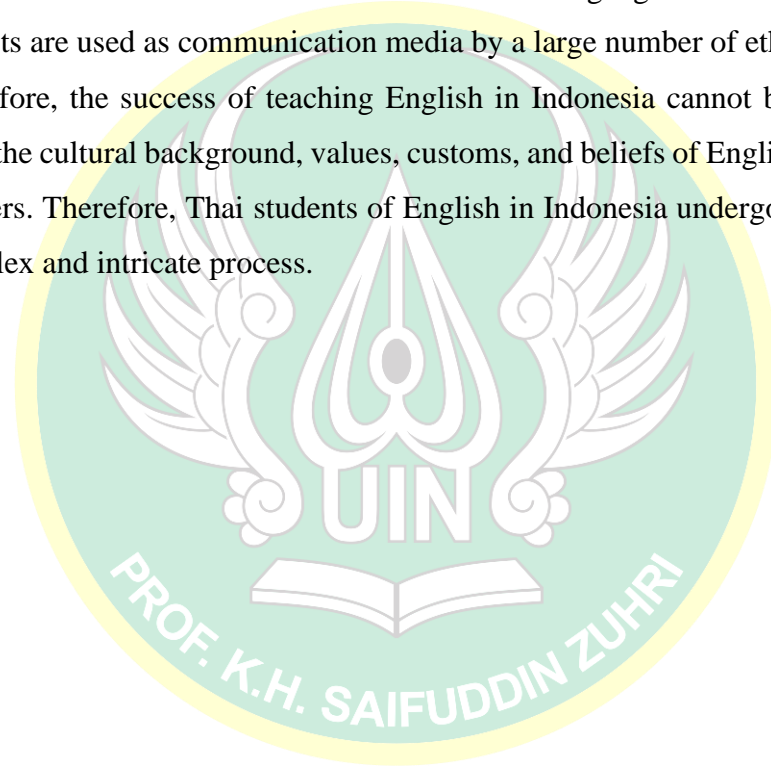 ts are used as communication media by a large number of eth
fore, the success of teaching English in Indonesia cannot b
the cultural background, values, customs, and beliefs of Engli
ers. Therefore, Thai students of English in Indonesia undergo
lex and intricate process.
UIN
PROF. K.H. SAIFUDDIN ZUHRI